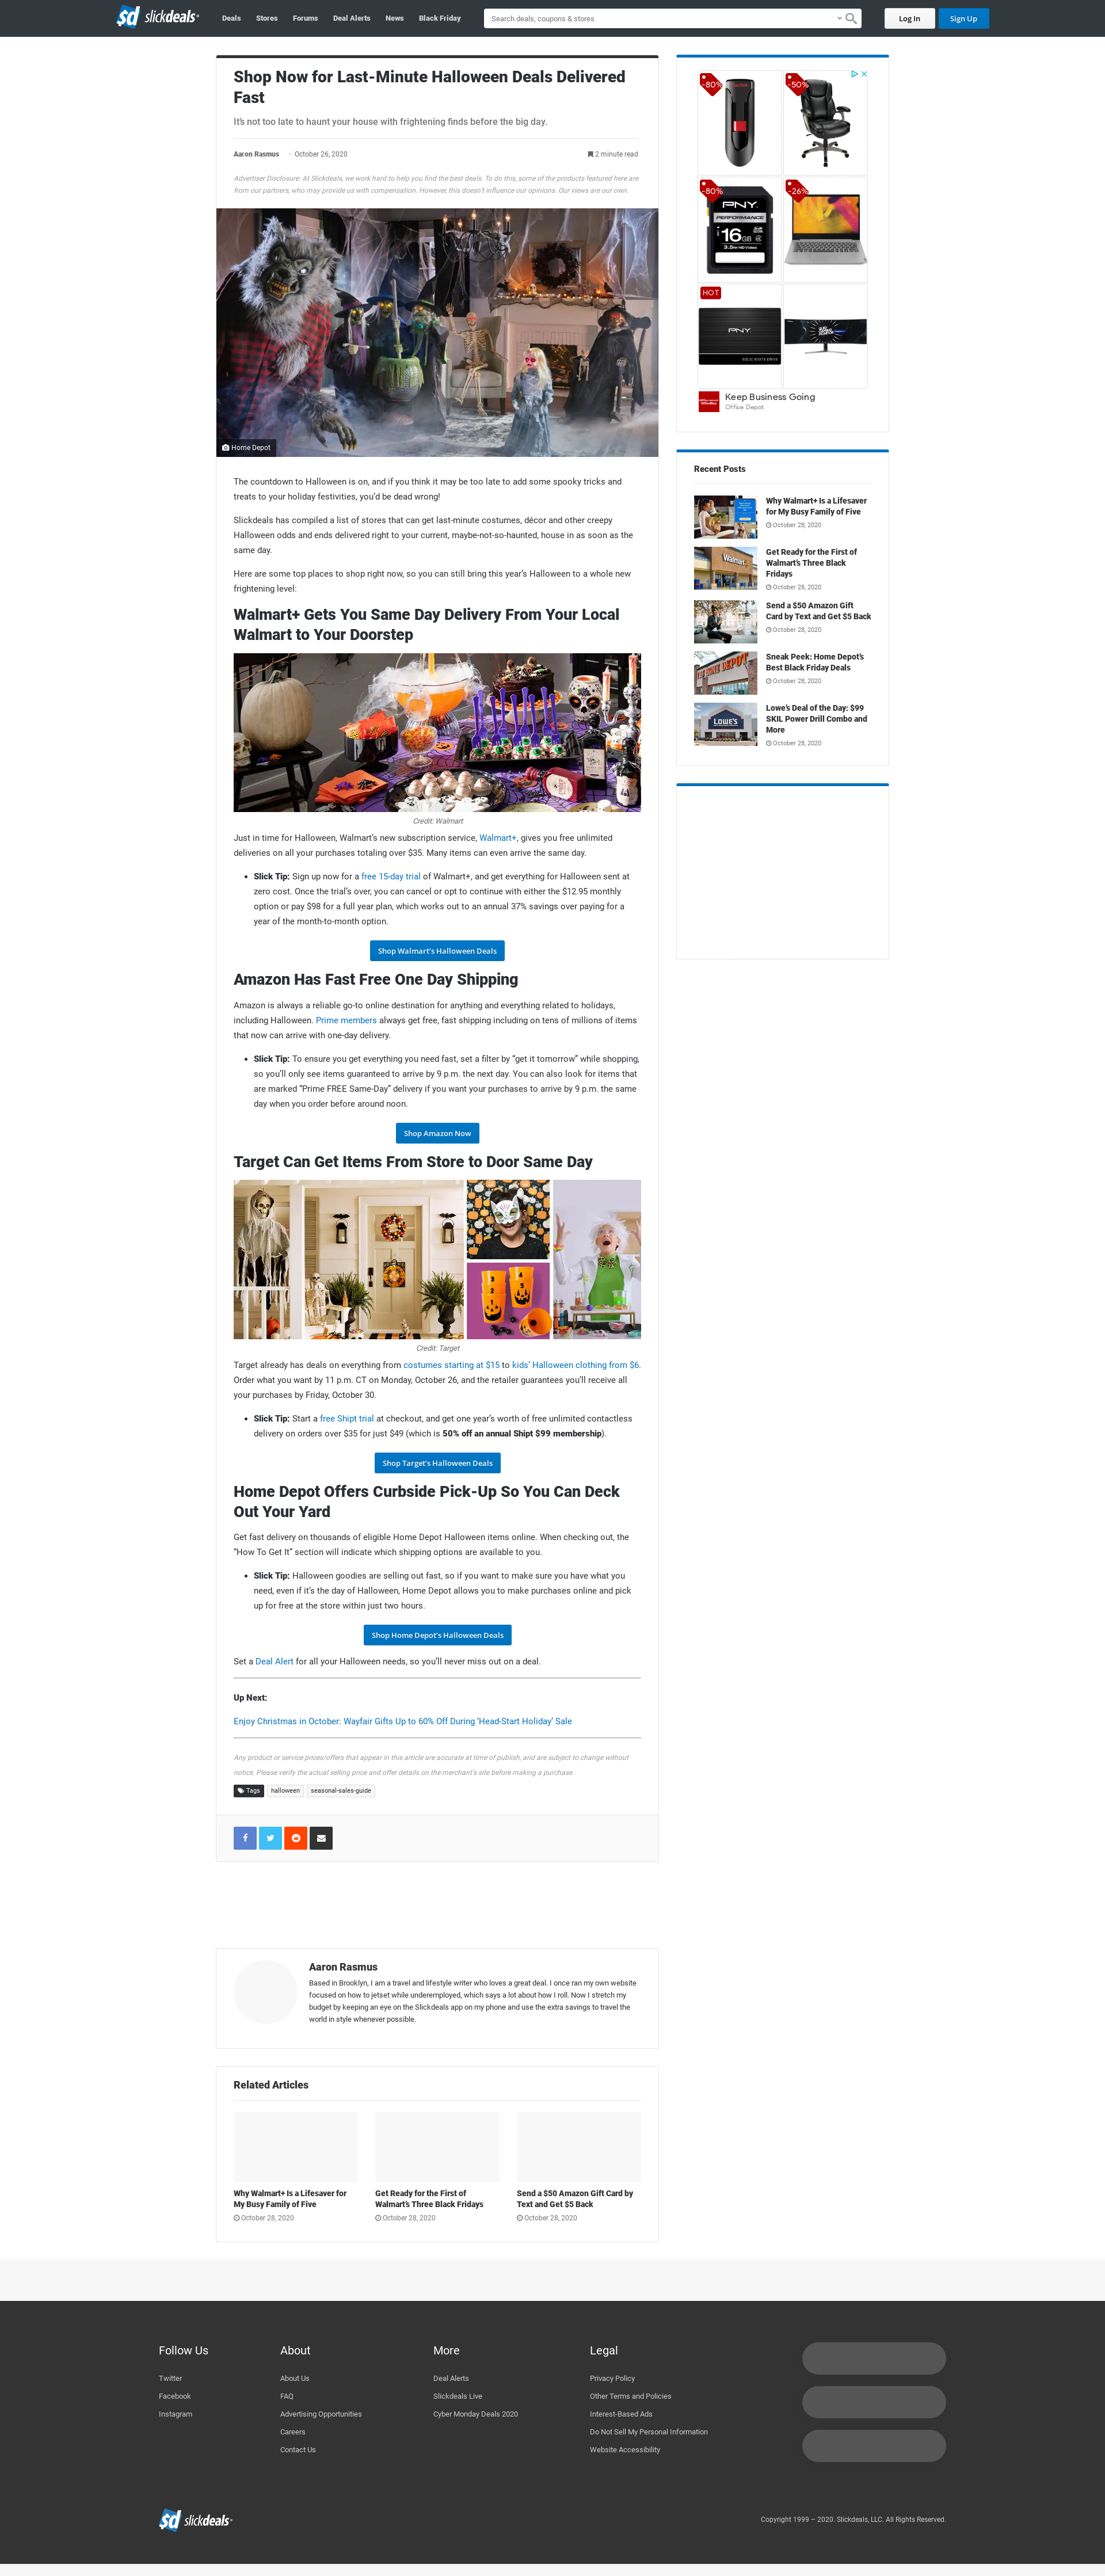 sd slickdeals
Deals
Stores
Forums
Deal Alerts
News
Black Friday
Search deals, coupons & stores
Log In
Sign Up
Shop Now for Last-Minute Halloween Deals Delivered
Fast
It's not too late to haunt your house with frightening finds before the big day.
Aaron Rasmus
October 26, 2020
2 minute read
Advertiser Disclosure: At Slickdeals, we work hard to help you find the best deals. To do this, some of the products featured here are
from our partners, who may provide us with compensation. However, this doesn't influence our opinions. Our views are our own.
Home Depot
The countdown to Halloween is on, and if you think it may be too late to add some spooky tricks and
treats to your holiday festivities, you'd be dead wrong!
Slickdeals has compiled a list of stores that can get last-minute costumes, décor and other creepy
Halloween odds and ends delivered right to your current, maybe-not-so-haunted, house in as soon as the
same day.
Here are some top places to shop right now, so you can still bring this year's Halloween to a whole new
frightening level:
Walmart+ Gets You Same Day Delivery From Your Local
Walmart to Your Doorstep
Credit: Walmart
Just in time for Halloween, Walmart's new subscription service, Walmart+, gives you free unlimited
deliveries on all your purchases totaling over $35. Many items can even arrive the same day.
Slick Tip: Sign up now for a free 15-day trial of Walmart+, and get everything for Halloween sent at
zero cost. Once the trial's over, you can cancel or opt to continue with either the $12.95 monthly
option or pay $98 for a full year plan, which works out to an annual 37% savings over paying for a
year of the month-to-month option.
Shop Walmart's Halloween Deals
Amazon Has Fast Free One Day Shipping
Amazon is always a reliable go-to online destination for anything and everything related to holidays,
including Halloween. Prime members always get free, fast shipping including on tens of millions of items
that now can arrive with one-day delivery.
Slick Tip: To ensure you get everything you need fast, set a filter by "get it tomorrow" while shopping,
so you'll only see items guaranteed to arrive by 9 p.m. the next day. You can also look for items that
are marked "Prime FREE Same-Day" delivery if you want your purchases to arrive by 9 p.m. the same
day when you order before around noon.
Shop Amazon Now
Target Can Get Items From Store to Door Same Day
Credit: Target
Target already has deals on everything from costumes starting at $15 to kids' Halloween clothing from $6.
Order what you want by 11 p.m. CT on Monday, October 26, and the retailer guarantees you'll receive all
your purchases by Friday, October 30.
Slick Tip: Start a free Shipt trial at checkout, and get one year's worth of free unlimited contactless
delivery on orders over $35 for just $49 (which is 50% off an annual Shipt $99 membership).
Shop Target's Halloween Deals
Home Depot Offers Curbside Pick-Up So You Can Deck
Out Your Yard
Get fast delivery on thousands of eligible Home Depot Halloween items online. When checking out, the
"How To Get It" section will indicate which shipping options are available to you.
Slick Tip: Halloween goodies are selling out fast, so if you want to make sure you have what you
need, even if it's the day of Halloween, Home Depot allows you to make purchases online and pick
up for free at the store within just two hours.
Shop Home Depot's Halloween Deals
Set a Deal Alert for all your Halloween needs, so you'll never miss out on a deal.
Up Next:
Enjoy Christmas in October: Wayfair Gifts Up to 60% Off During 'Head-Start Holiday' Sale
Any product or service prices/offers that appear in this article are accurate at time of publish, and are subject to change without
notice. Please verify the actual selling price and offer details on the merchant's site before making a purchase.
Tags
halloween
seasonal-sales-guide
Aaron Rasmus
Based in Brooklyn, I am a travel and lifestyle writer who loves a great deal. I once ran my own website
focused on how to jetset while underemployed, which says a lot about how I roll. Now I stretch my
budget by keeping an eye on the Slickdeals app on my phone and use the extra savings to travel the
world in style whenever possible.
Related Articles
Why Walmart+ Is a Lifesaver for
My Busy Family of Five
October 28, 2020
Get Ready for the First of
Walmart's Three Black Fridays
October 28, 2020
Send a $50 Amazon Gift Card by
Text and Get $5 Back
October 28, 2020
-80%
-50%
-80%
PNY
PERFORMANCE
16GB
-26%
HOT
PNY
Keep Business Going
Office Depot
Recent Posts
Why Walmart+ Is a Lifesaver
for My Busy Family of Five
October 28, 2020
Walmart
Get Ready for the First of
Walmart's Three Black
Fridays
October 28, 2020
Send a $50 Amazon Gift
Card by Text and Get $5 Back
October 28, 2020
THE HOME DEPOT
Sneak Peek: Home Depot's
Best Black Friday Deals
October 28, 2020
LOWE'S
Lowe's Deal of the Day: $99
SKIL Power Drill Combo and
More
October 28, 2020
Follow Us
Twitter
Facebook
Instagram
About
About Us
FAQ
Advertising Opportunities
Careers
Contact Us
More
Deal Alerts
Slickdeals Live
Cyber Monday Deals 2020
Legal
Privacy Policy
Other Terms and Policies
Interest-Based Ads
Do Not Sell My Personal Information
Website Accessibility
sd slickdeals
Copyright 1999 – 2020. Slickdeals, LLC. All Rights Reserved.